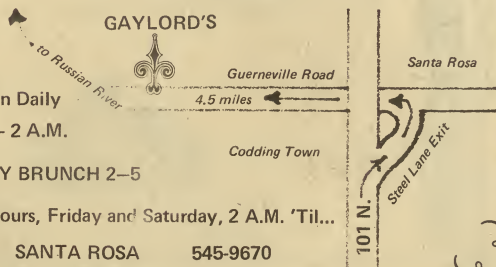 GAYLORD'S
to Russian River
Guerneville Road
Santa Rosa
4.5 miles
n Daily
– 2 A.M.
Codding Town
Steel Lane Exit
Y BRUNCH 2–5
ours, Friday and Saturday, 2 A.M. 'Til...
101 N.
SANTA ROSA 545-9670